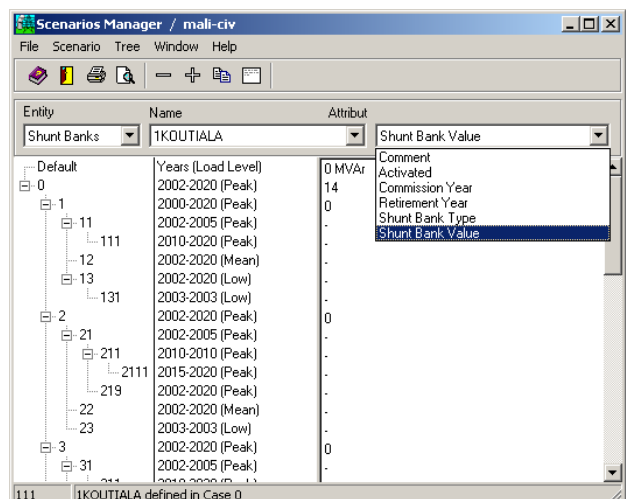 Scenarios Manager / mali-civ
File Scenario Tree Window Help
Entity Name Attribut
Shunt Banks 1KOUTIALA Shunt Bank Value
Comment
Activated
Commission Year
Retirement Year
Shunt Bank Type
Shunt Bank Value
Default Years (Load Level) 0 MVAr
0 2002-2020 (Peak) 14
1 2000-2020 (Peak) 0
11 2002-2005 (Peak) .
111 2010-2020 (Peak) .
12 2002-2020 (Mean) .
13 2002-2020 (Low) .
131 2003-2003 (Low) .
2 2002-2020 (Peak) 0
21 2002-2005 (Peak) .
211 2010-2010 (Peak) .
2111 2015-2020 (Peak) .
219 2002-2020 (Peak) .
22 2002-2020 (Mean) .
23 2003-2003 (Low) .
3 2002-2020 (Peak) 0
31 2002-2005 (Peak) .
111 1KOUTIALA defined in Case 0